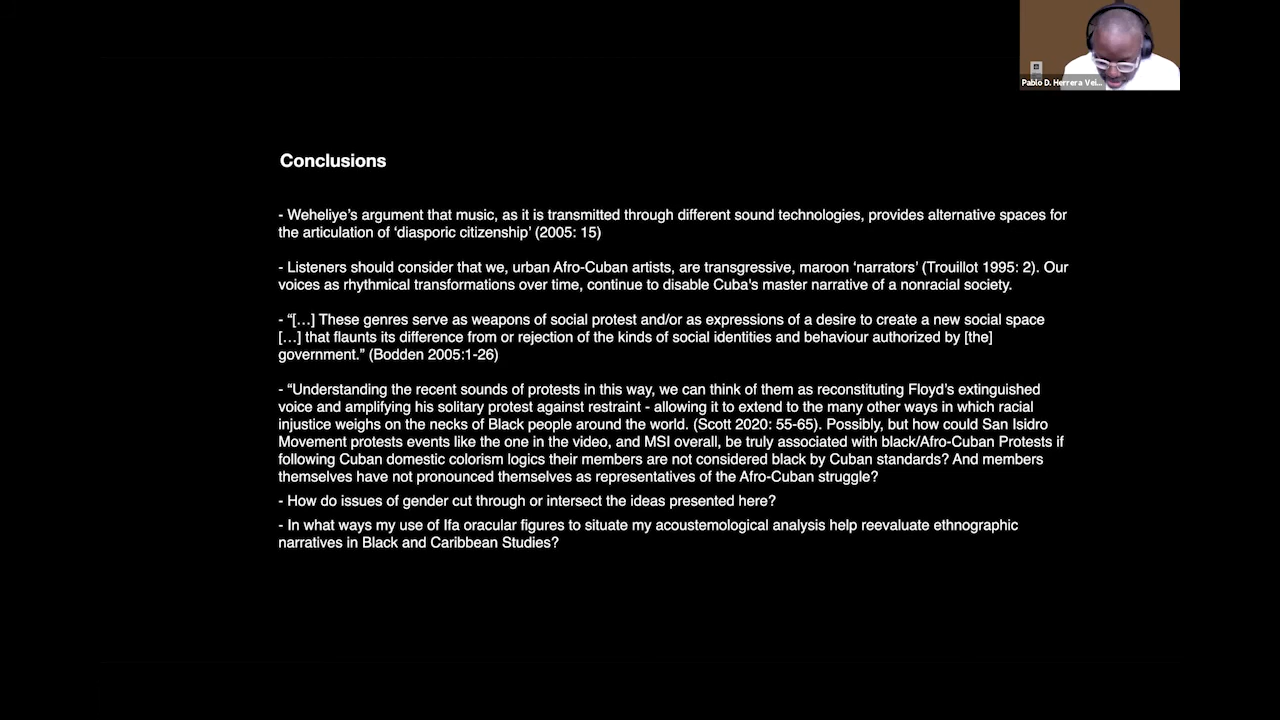 Pablo D. Herrera Vei...
Conclusions
- Weheliye’s argument that music, as it is transmitted through different sound technologies, provides alternative spaces for
the articulation of ‘diasporic citizenship’ (2005: 15)
- Listeners should consider that we, urban Afro-Cuban artists, are transgressive, maroon ‘narrators’ (Trouillot 1995: 2). Our
voices as rhythmical transformations over time, continue to disable Cuba's master narrative of a nonracial society.
- “[…] These genres serve as weapons of social protest and/or as expressions of a desire to create a new social space
[…] that flaunts its difference from or rejection of the kinds of social identities and behaviour authorized by [the]
government.” (Bodden 2005:1-26)
- “Understanding the recent sounds of protests in this way, we can think of them as reconstituting Floyd’s extinguished
voice and amplifying his solitary protest against restraint - allowing it to extend to the many other ways in which racial
injustice weighs on the necks of Black people around the world. (Scott 2020: 55-65). Possibly, but how could San Isidro
Movement protests events like the one in the video, and MSI overall, be truly associated with black/Afro-Cuban Protests if
following Cuban domestic colorism logics their members are not considered black by Cuban standards? And members
themselves have not pronounced themselves as representatives of the Afro-Cuban struggle?
- How do issues of gender cut through or intersect the ideas presented here?
- In what ways my use of Ifa oracular figures to situate my acoustemological analysis help reevaluate ethnographic
narratives in Black and Caribbean Studies?